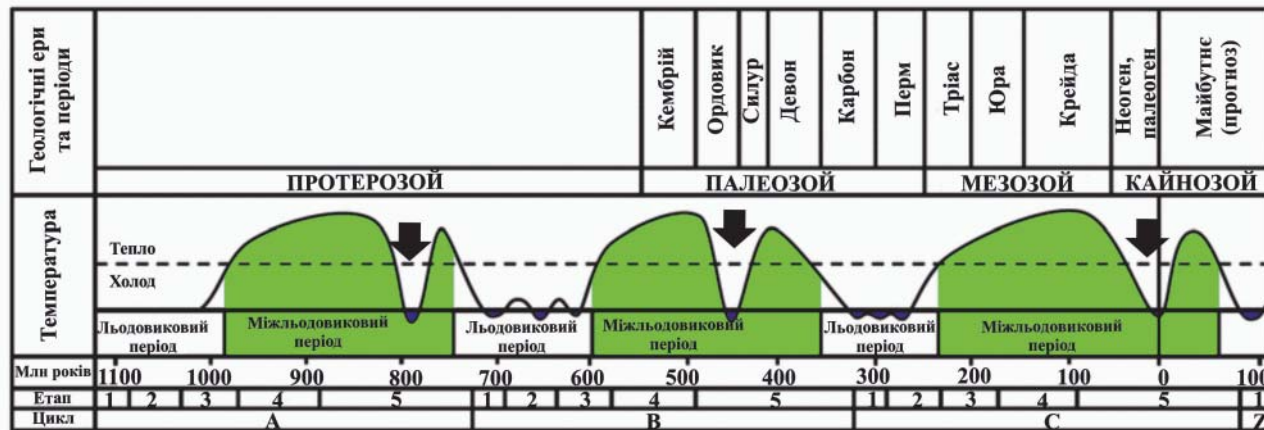 Геологічні ери
та періоди
Кембрій
Ордовик
Силур
Девон
Карбон
Перм
Тріас
Юра
Крейда
Неоген,
палеоген
Майбутнє
(прогноз)
ПРОТЕРОЗОЙ
ПАЛЕОЗОЙ
МЕЗОЗОЙ
КАЙНОЗОЙ
Температура
Тепло
Холод
Льодовиковий
період
Міжльодовиковий
період
Льодовиковий
період
Міжльодовиковий
період
Льодовиковий
період
Міжльодовиковий
період
Млн років 1100 1000 900 800 700 600 500 400 300 200 100 0 100
Етап 1 2 3 4 5 1 2 3 4 5 1 2 3 4 5 1
Цикл A B C Z